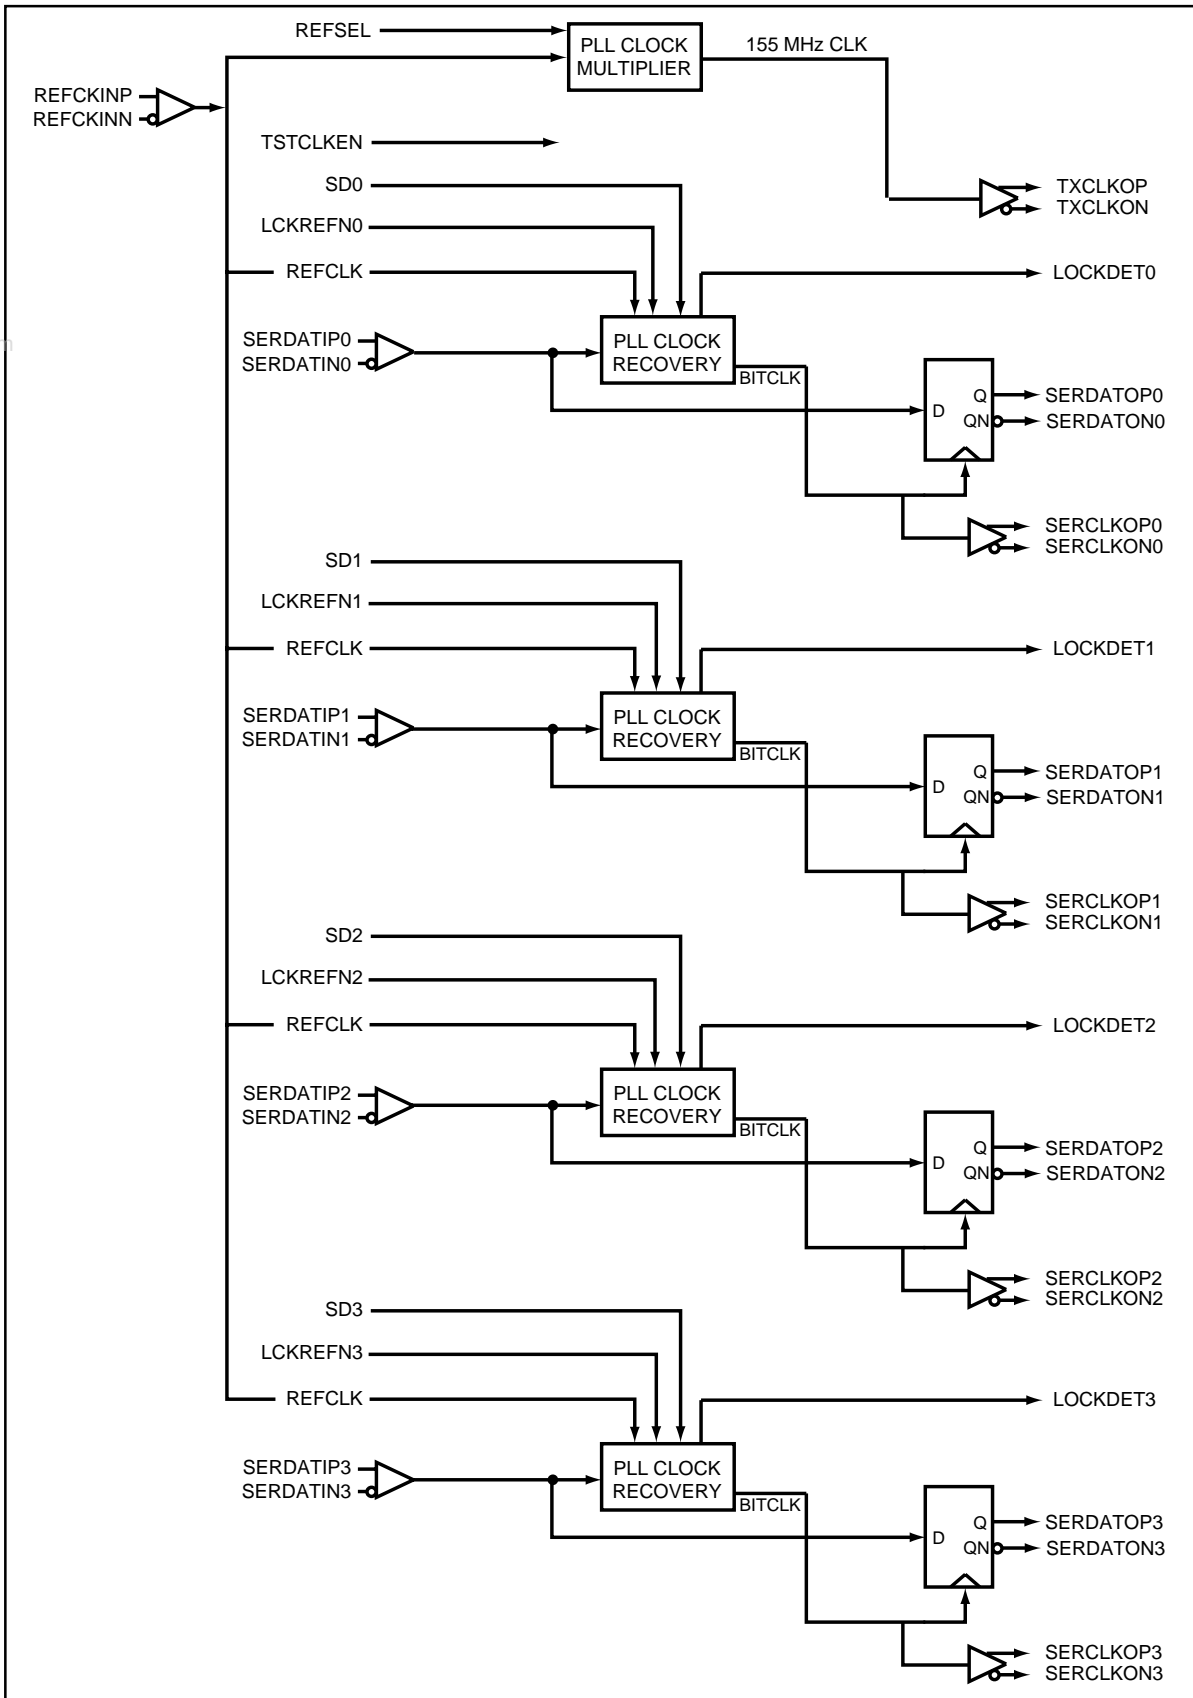 REFSEL
PLL CLOCK
MULTIPLIER
155 MHz CLK
REFCKINP
REFCKINN
TSTCLKEN
SD0
TXCLKOP
TXCLKON
LCKREFN0
REFCLK
LOCKDET0
SERDATIP0
SERDATIN0
PLL CLOCK
RECOVERY
BITCLK
D
Q
QN
SERDATOP0
SERDATON0
SERCLKOP0
SERCLKON0
SD1
LCKREFN1
REFCLK
LOCKDET1
SERDATIP1
SERDATIN1
PLL CLOCK
RECOVERY
BITCLK
D
Q
QN
SERDATOP1
SERDATON1
SERCLKOP1
SERCLKON1
SD2
LCKREFN2
REFCLK
LOCKDET2
SERDATIP2
SERDATIN2
PLL CLOCK
RECOVERY
BITCLK
D
Q
QN
SERDATOP2
SERDATON2
SERCLKOP2
SERCLKON2
SD3
LCKREFN3
REFCLK
LOCKDET3
SERDATIP3
SERDATIN3
PLL CLOCK
RECOVERY
BITCLK
D
Q
QN
SERDATOP3
SERDATON3
SERCLKOP3
SERCLKON3